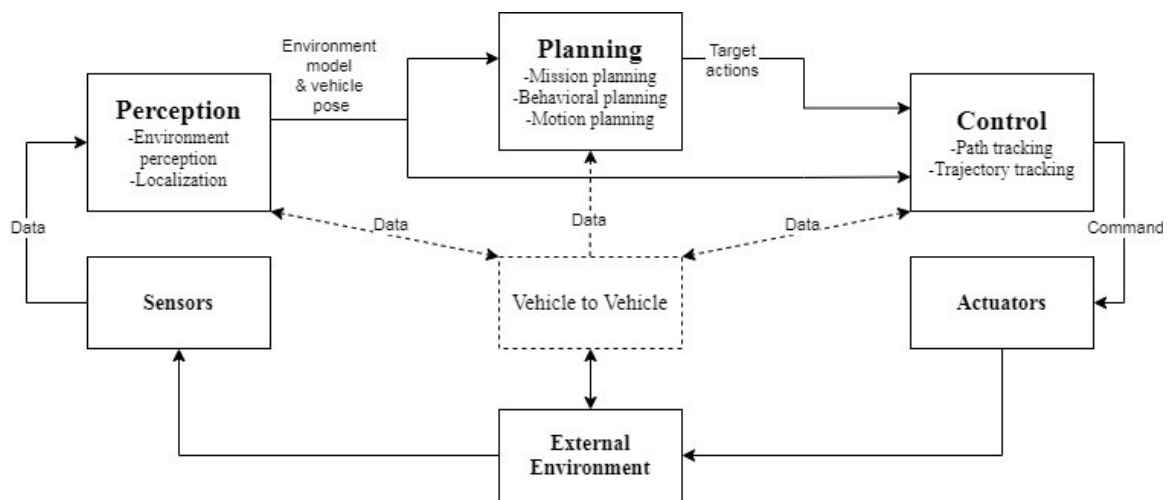 Environment
model
& vehicle
pose
Planning
-Mission planning
-Behavioral planning
-Motion planning
Target
actions
Perception
-Environment
perception
-Localization
Control
-Path tracking
-Trajectory tracking
Data
Data
Data
Data
Command
Sensors
Vehicle to Vehicle
Actuators
External
Environment